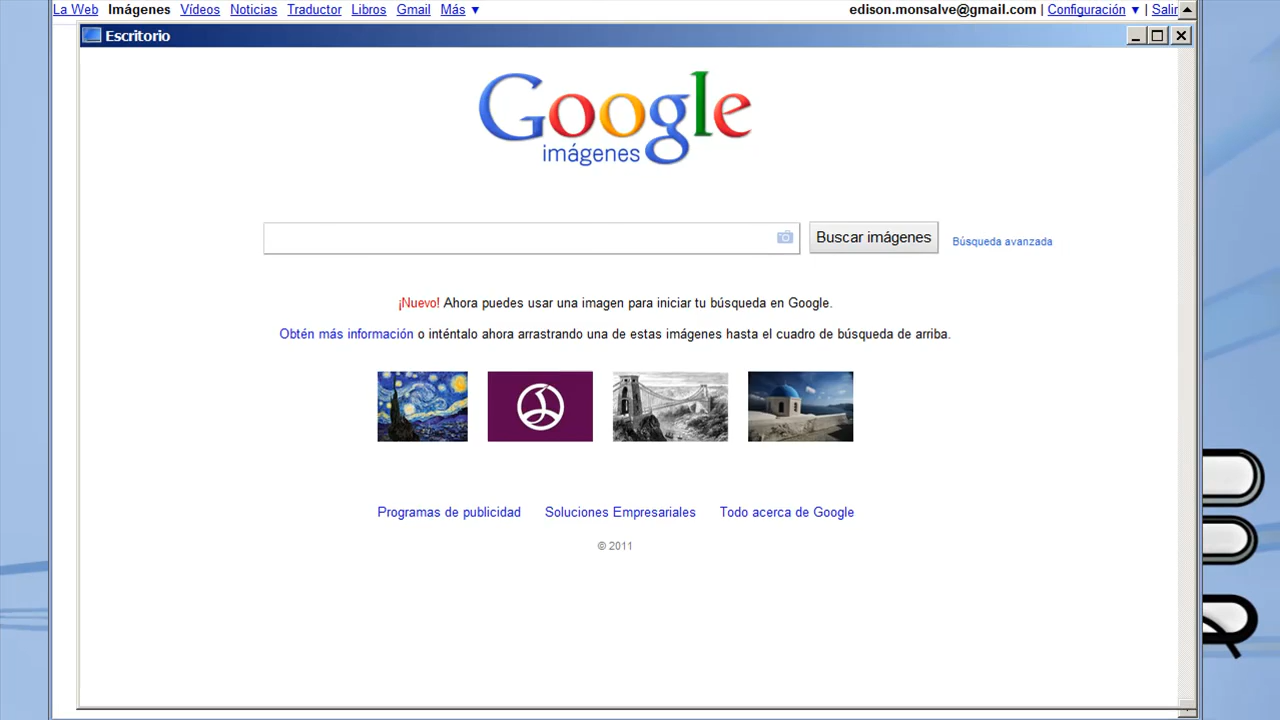 La Web Imágenes Vídeos Noticias Traductor Libros Gmail Más ▼ edison.monsalve@gmail.com | Configuración ▼ | Salir
Escritorio
Google
imágenes
Buscar imágenes Búsqueda avanzada
¡Nuevo! Ahora puedes usar una imagen para iniciar tu búsqueda en Google.
Obtén más información o inténtalo ahora arrastrando una de estas imágenes hasta el cuadro de búsqueda de arriba.
Programas de publicidad Soluciones Empresariales Todo acerca de Google
© 2011